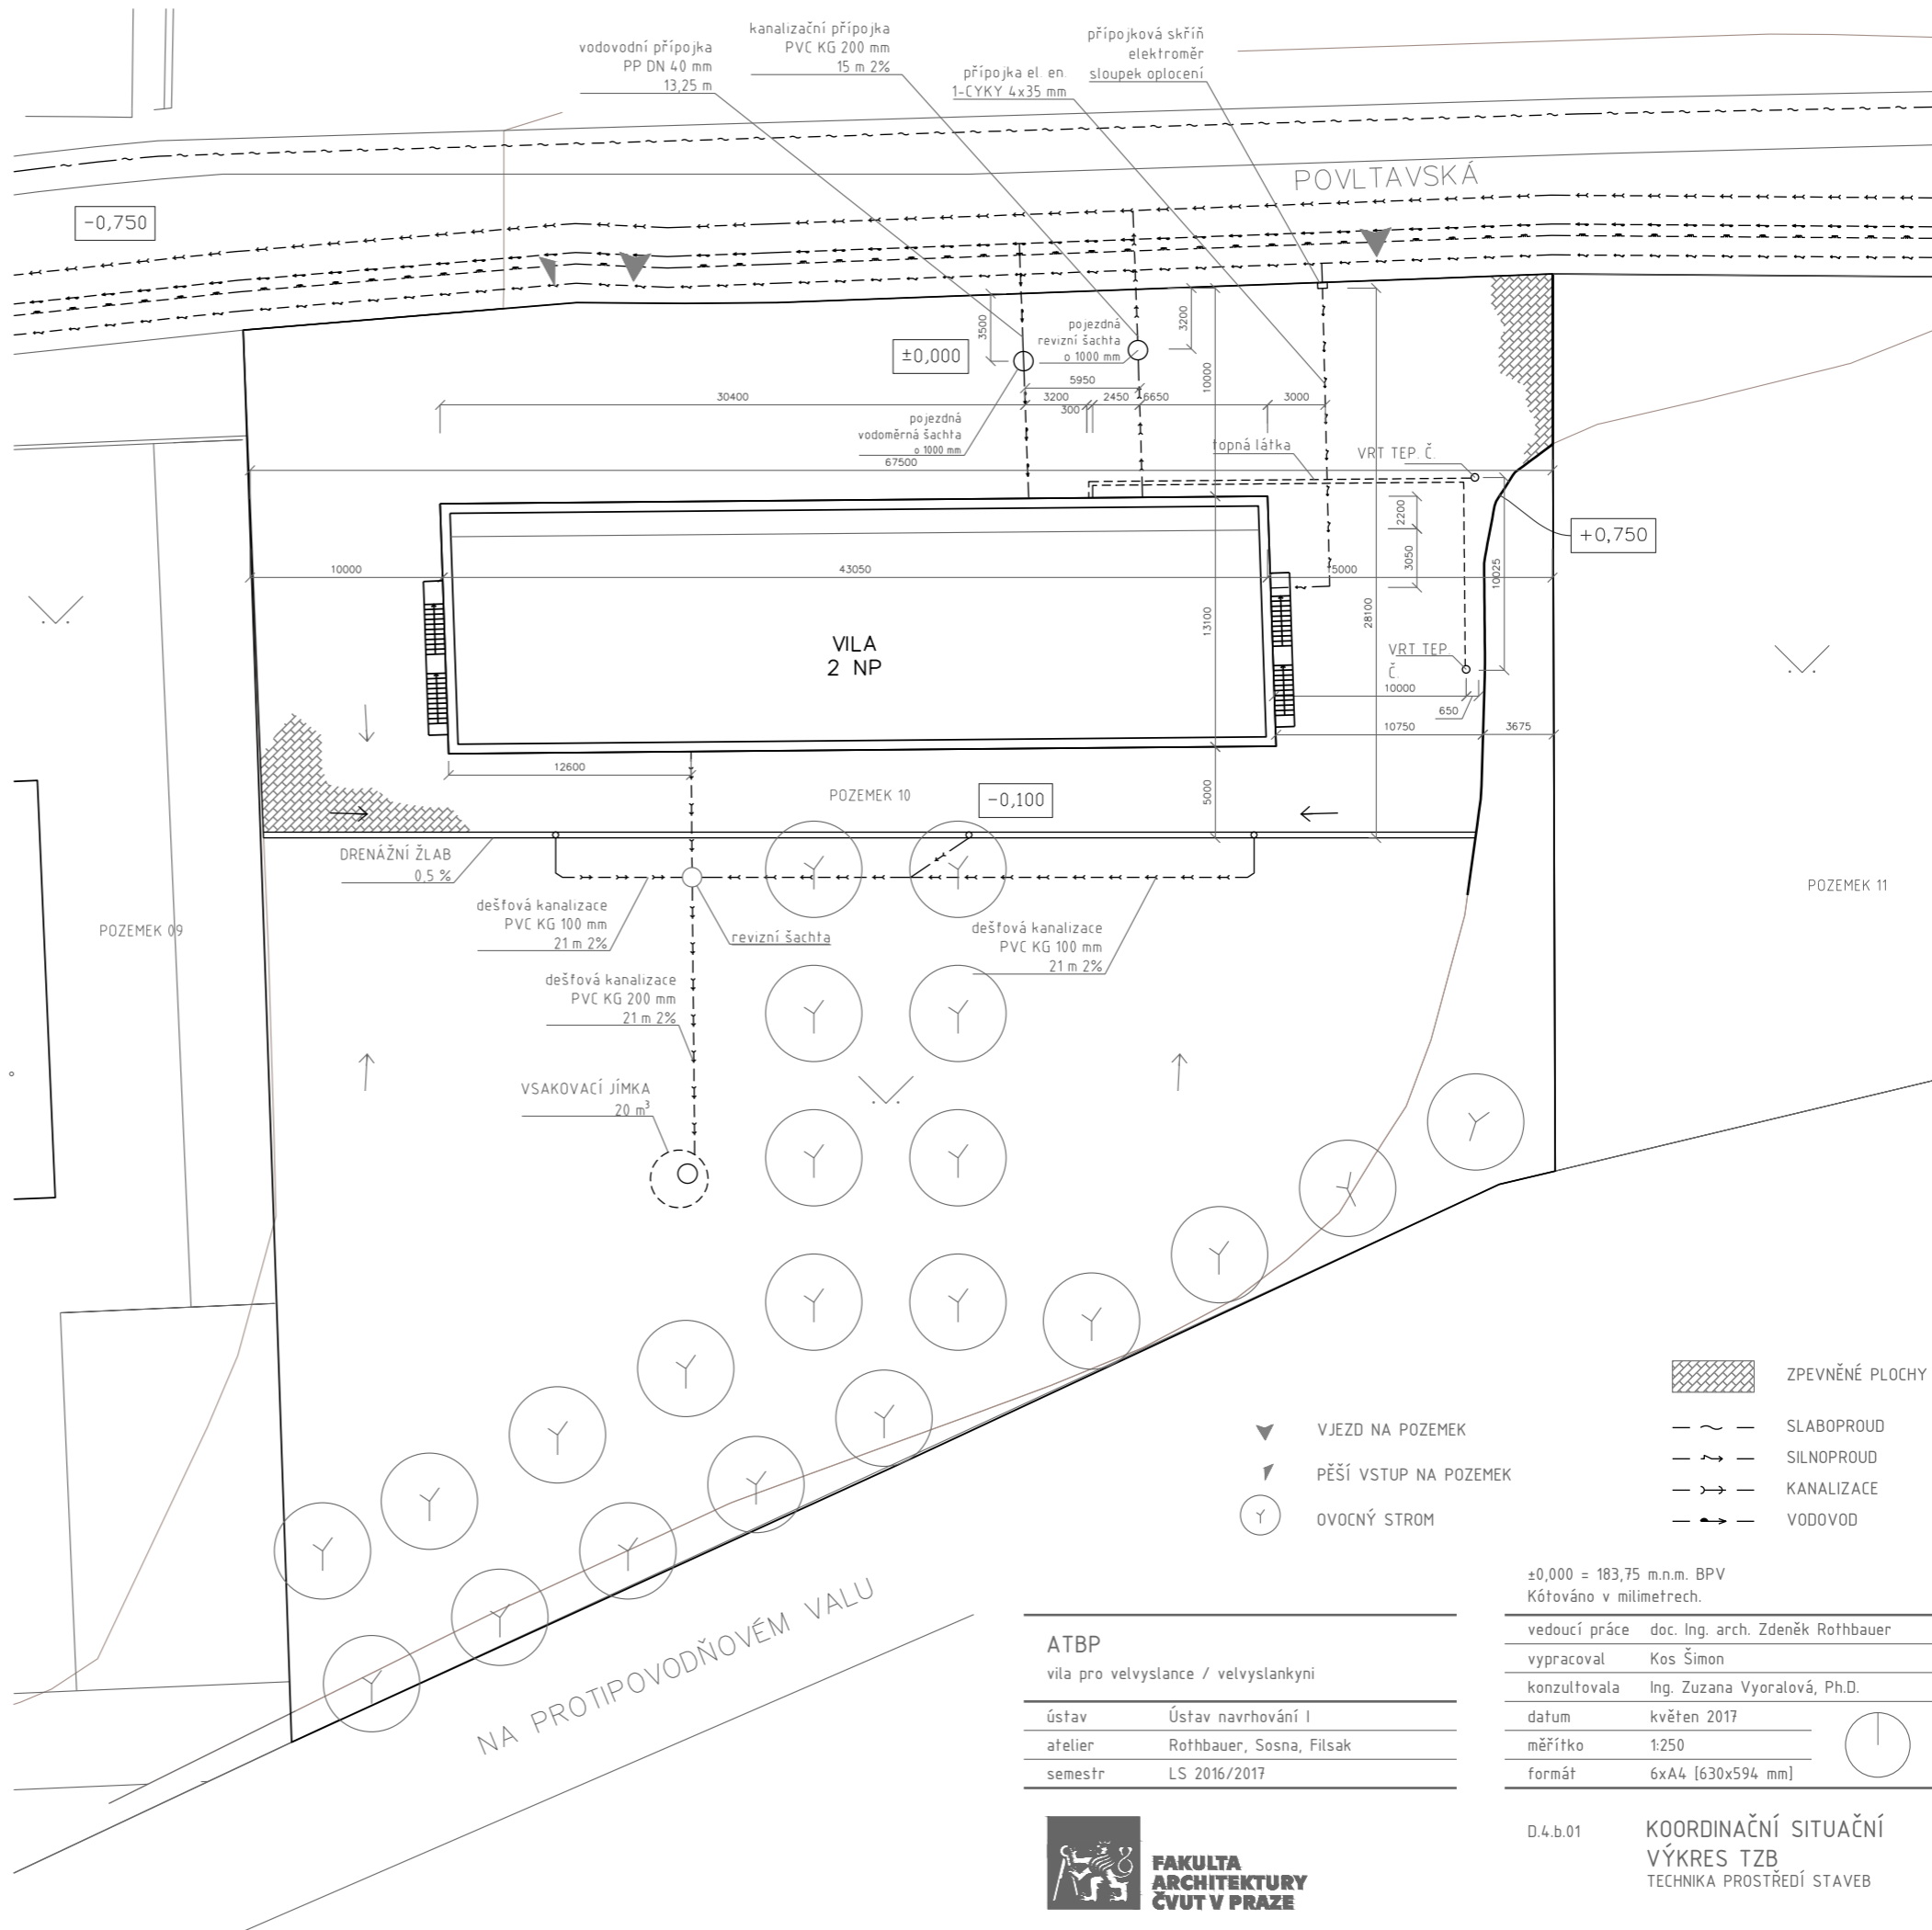 vodovodní přípojka
PP DN 40 mm
13,25 m
kanalizační přípojka
PVC KG 200 mm
15 m 2%
přípojka el. en.
1-CYKY 4x35 mm
přípojková skříň
elektroměr
sloupek oplocení
POVLTAVSKÁ
-0,750
±0,000
3500
pojezdná
revizní šachta
o 1000 mm
3200
10000
5950
30400
3200
300
2450
6650
3000
pojezdná
vodoměrná šachta
o 1000 mm
67500
topná látka
VRT TEP. Č.
+0,750
2200
3050
10025
10000
43050
15000
13100
28100
VILA
2 NP
VRT TEP.
Č.
10000
650
10750
3675
12600
POZEMEK 10
-0,100
5000
DRENÁŽNÍ ŽLAB
0,5 %
POZEMEK 09
POZEMEK 11
dešťová kanalizace
PVC KG 100 mm
21 m 2%
revizní šachta
dešťová kanalizace
PVC KG 100 mm
21 m 2%
dešťová kanalizace
PVC KG 200 mm
21 m 2%
VSAKOVACÍ JÍMKA
20 m³
NA PROTIPOVODŇOVÉM VALU
VJEZD NA POZEMEK
PĚŠÍ VSTUP NA POZEMEK
OVOCNÝ STROM
ZPEVNĚNÉ PLOCHY
SLABOPROUD
SILNOPROUD
KANALIZACE
VODOVOD
±0,000 = 183,75 m.n.m. BPV
Kótováno v milimetrech.
ATBP
vila pro velvyslance / velvyslankyni
ústav Ústav navrhování I
atelier Rothbauer, Sosna, Filsak
semestr LS 2016/2017
vedoucí práce doc. Ing. arch. Zdeněk Rothbauer
vypracoval Kos Šimon
konzultovala Ing. Zuzana Vyoralová, Ph.D.
datum květen 2017
měřítko 1:250
formát 6xA4 [630x594 mm]
FAKULTA
ARCHITEKTURY
ČVUT V PRAZE
D.4.b.01
KOORDINAČNÍ SITUAČNÍ
VÝKRES TZB
TECHNIKA PROSTŘEDÍ STAVEB